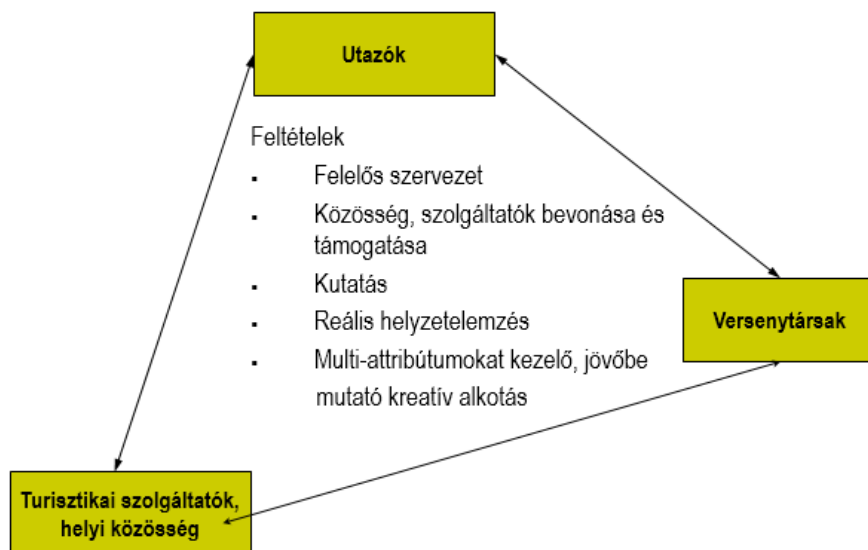 Utazók
Feltételek
▪ Felelős szervezet
▪ Közösség, szolgáltatók bevonása és
támogatása
▪ Kutatás
▪ Reális helyzetelemzés
▪ Multi-attribútumokat kezelő, jövőbe
mutató kreatív alkotás
Versenytársak
Turisztikai szolgáltatók,
helyi közösség